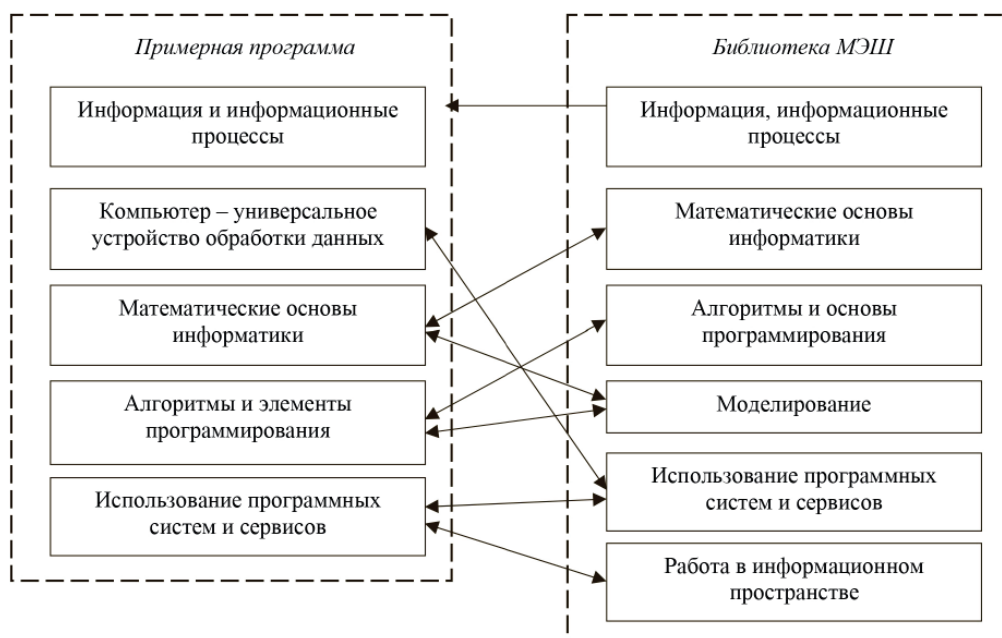 Примерная программа
Информация и информационные
процессы
Компьютер – универсальное
устройство обработки данных
Математические основы
информатики
Алгоритмы и элементы
программирования
Использование программных
систем и сервисов
Библиотека МЭШ
Информация, информационные
процессы
Математические основы
информатики
Алгоритмы и основы
программирования
Моделирование
Использование программных
систем и сервисов
Работа в информационном
пространстве